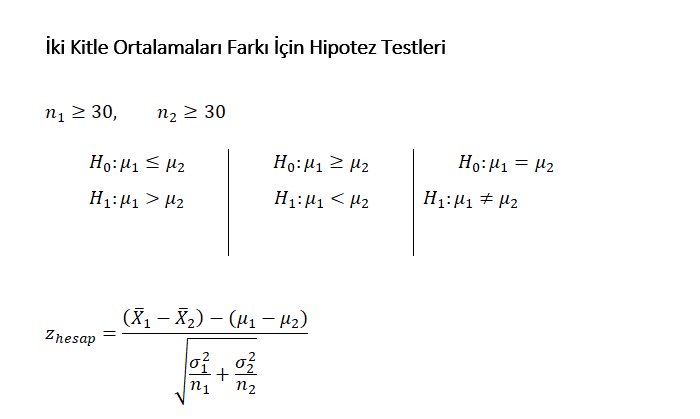 İki Kitle Ortalamaları Farkı İçin Hipotez Testleri
n₁ ≥ 30, n₂ ≥ 30
H₀: μ₁ ≤ μ₂ H₀: μ₁ ≥ μ₂ H₀: μ₁ = μ₂
H₁: μ₁ > μ₂ H₁: μ₁ < μ₂ H₁: μ₁ ≠ μ₂
z_hesap = ((X̄₁ − X̄₂) − (μ₁ − μ₂)) / √(σ₁²/n₁ + σ₂²/n₂)